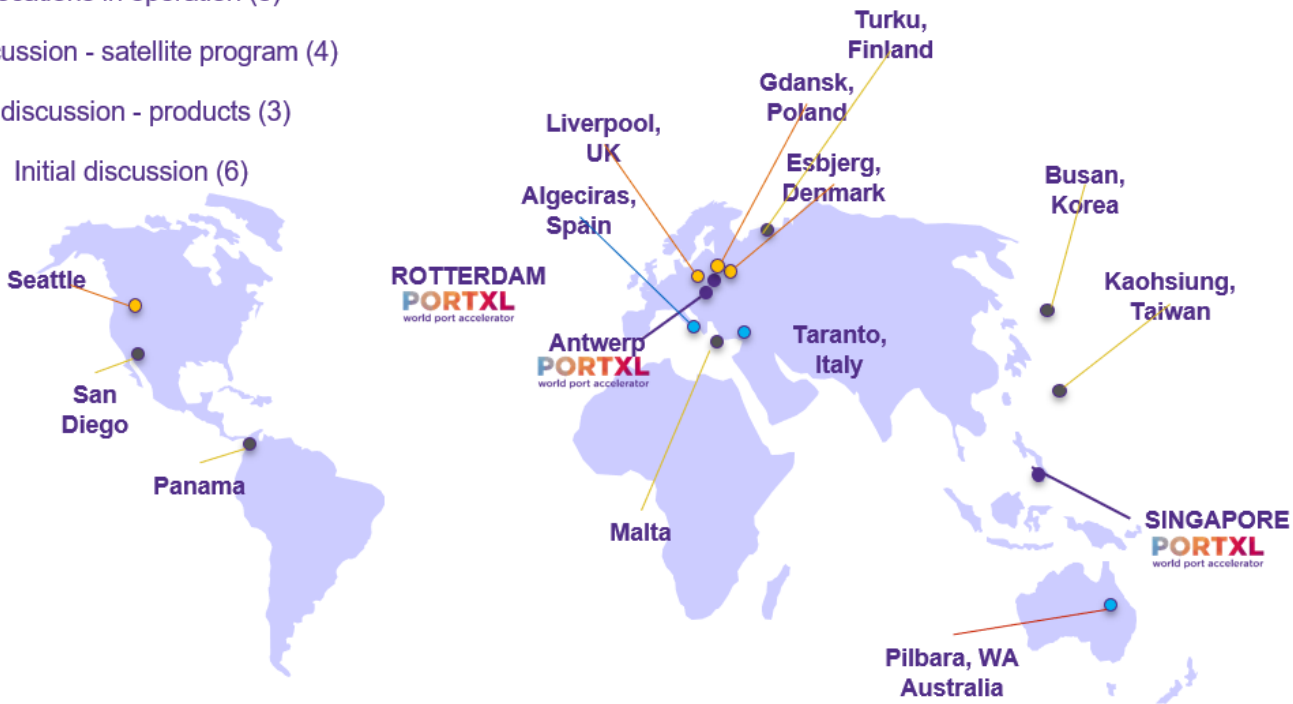 discussion - products (3)
Initial discussion (6)
satellite program (4)
Turku,
Finland
Gdansk,
Poland
Liverpool,
UK
Esbjerg,
Denmark
Algeciras,
Spain
Busan,
Korea
Seattle
ROTTERDAM
PORTXL
world port accelerator
Kaohsiung,
Taiwan
Antwerp
PORTXL
world port accelerator
Taranto,
Italy
San
Diego
Panama
Malta
SINGAPORE
PORTXL
world port accelerator
Pilbara, WA
Australia